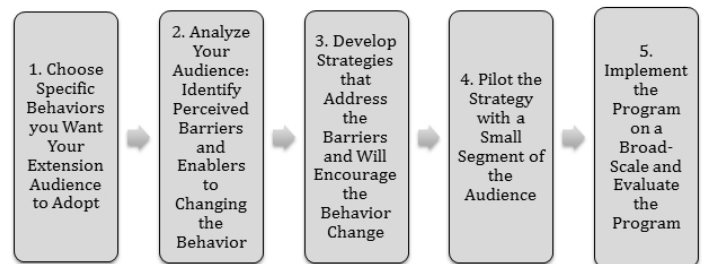 1. Choose
Specific
Behaviors
you Want
Your
Extension
Audience
to Adopt
2. Analyze
Your
Audience:
Identify
Perceived
Barriers
and
Enablers
to
Changing
the
Behavior
3. Develop
Strategies
that
Address
the
Barriers
and Will
Encourage
the
Behavior
Change
4. Pilot the
Strategy
with a
Small
Segment of
the
Audience
5.
Implement
the
Program
on a
Broad-
Scale and
Evaluate
the
Program